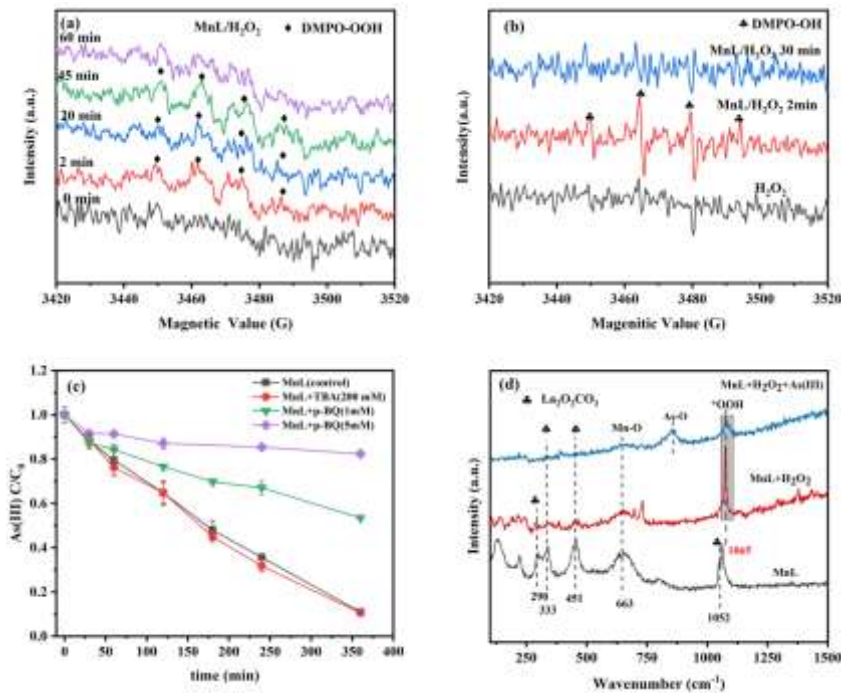 (a) MnL/H₂O₂ ♦ DMPO-OOH
60 min
45 min
20 min
2 min
0 min
Intensity (a.u.)
3420 3440 3460 3480 3500 3520
Magnetic Value (G)
(b) ♣ DMPO-OH
MnL/H₂O₂ 30 min
MnL/H₂O₂ 2min
H₂O₂
Intensity(a.u.)
3420 3440 3460 3480 3500 3520
Magenitic Value (G)
(c)
MnL(control)
MnL+TBA(200 mM)
MnL+p-BQ(1mM)
MnL+p-BQ(5mM)
As(III) C/C₀
1.2
1.0
0.8
0.6
0.4
0.2
0.0
0 50 100 150 200 250 300 350 400
time (min)
(d)
♣ La₂O₂CO₃
MnL+H₂O₂+As(III)
*OOH
Mn-O
As-O
MnL+H₂O₂
1065
MnL
290
333
451
663
1052
Intensity (a.u.)
250 500 750 1000 1250 1500
Wavenumber (cm⁻¹)